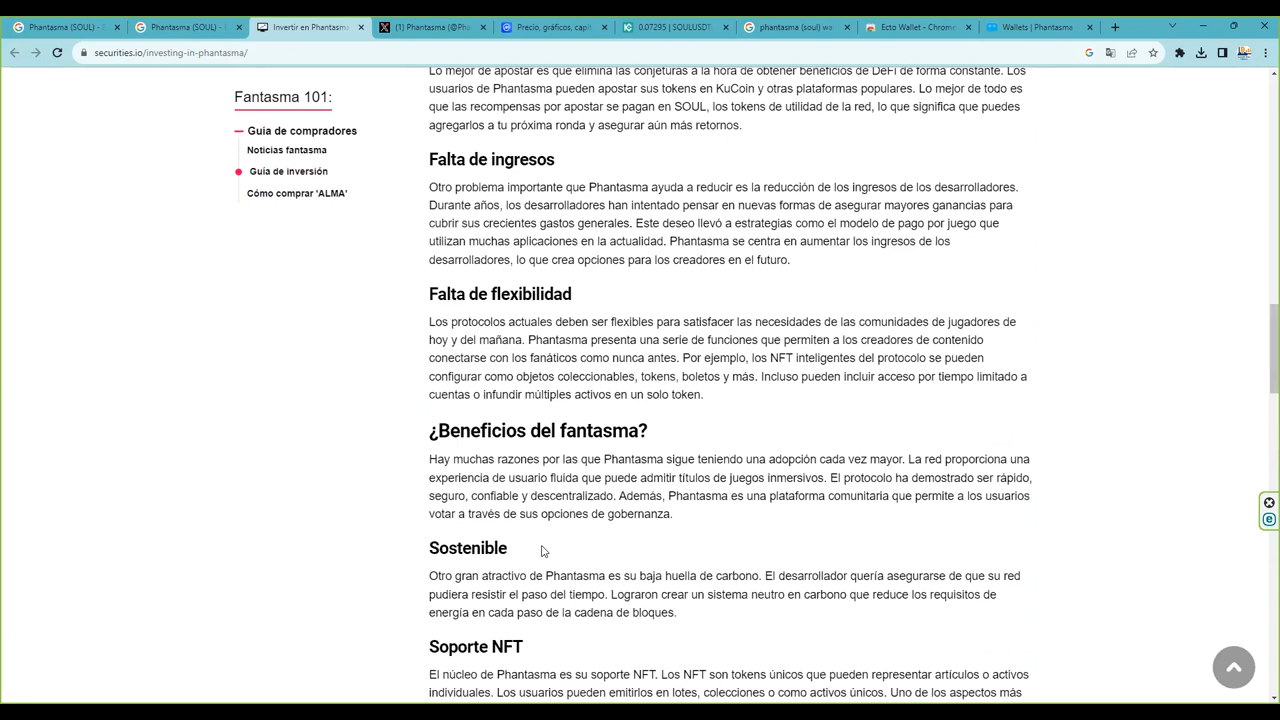 Phantasma (SOUL) -
Phantasma (SOUL) -
Invertir en Phantasma
(1) Phantasma (@Pha
Precio, gráficos, capit
0.07295 | SOULUSDT
phantasma (soul) wa
Ecto Wallet - Chrome
Wallets | Phantasma
securities.io/investing-in-phantasma/
Fantasma 101:
Guía de compradores
Noticias fantasma
Guía de inversión
Cómo comprar 'ALMA'
Lo mejor de apostar es que elimina las conjeturas a la hora de obtener beneficios de DeFi de forma constante. Los
usuarios de Phantasma pueden apostar sus tokens en KuCoin y otras plataformas populares. Lo mejor de todo es
que las recompensas por apostar se pagan en SOUL, los tokens de utilidad de la red, lo que significa que puedes
agregarlos a tu próxima ronda y asegurar aún más retornos.
Falta de ingresos
Otro problema importante que Phantasma ayuda a reducir es la reducción de los ingresos de los desarrolladores.
Durante años, los desarrolladores han intentado pensar en nuevas formas de asegurar mayores ganancias para
cubrir sus crecientes gastos generales. Este deseo llevó a estrategias como el modelo de pago por juego que
utilizan muchas aplicaciones en la actualidad. Phantasma se centra en aumentar los ingresos de los
desarrolladores, lo que crea opciones para los creadores en el futuro.
Falta de flexibilidad
Los protocolos actuales deben ser flexibles para satisfacer las necesidades de las comunidades de jugadores de
hoy y del mañana. Phantasma presenta una serie de funciones que permiten a los creadores de contenido
conectarse con los fanáticos como nunca antes. Por ejemplo, los NFT inteligentes del protocolo se pueden
configurar como objetos coleccionables, tokens, boletos y más. Incluso pueden incluir acceso por tiempo limitado a
cuentas o infundir múltiples activos en un solo token.
¿Beneficios del fantasma?
Hay muchas razones por las que Phantasma sigue teniendo una adopción cada vez mayor. La red proporciona una
experiencia de usuario fluida que puede admitir títulos de juegos inmersivos. El protocolo ha demostrado ser rápido,
seguro, confiable y descentralizado. Además, Phantasma es una plataforma comunitaria que permite a los usuarios
votar a través de sus opciones de gobernanza.
Sostenible
Otro gran atractivo de Phantasma es su baja huella de carbono. El desarrollador quería asegurarse de que su red
pudiera resistir el paso del tiempo. Lograron crear un sistema neutro en carbono que reduce los requisitos de
energía en cada paso de la cadena de bloques.
Soporte NFT
El núcleo de Phantasma es su soporte NFT. Los NFT son tokens únicos que pueden representar artículos o activos
individuales. Los usuarios pueden emitirlos en lotes, colecciones o como activos únicos. Uno de los aspectos más